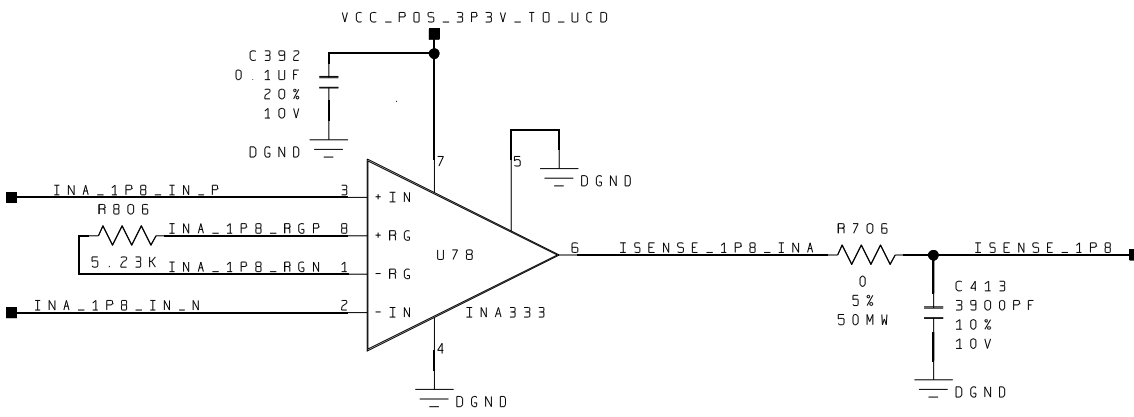 VCC_POS_3P3V_TO_UCD
C392
0.1UF
20%
10V
DGND
7
5
DGND
INA_1P8_IN_P
3
+IN
R806
INA_1P8_RGP
8
+RG
5.23K
INA_1P8_RGN
1
-RG
INA_1P8_IN_N
2
-IN
U78
INA333
4
DGND
6
ISENSE_1P8_INA
R706
0
5%
50MW
ISENSE_1P8
C413
3900PF
10%
10V
DGND